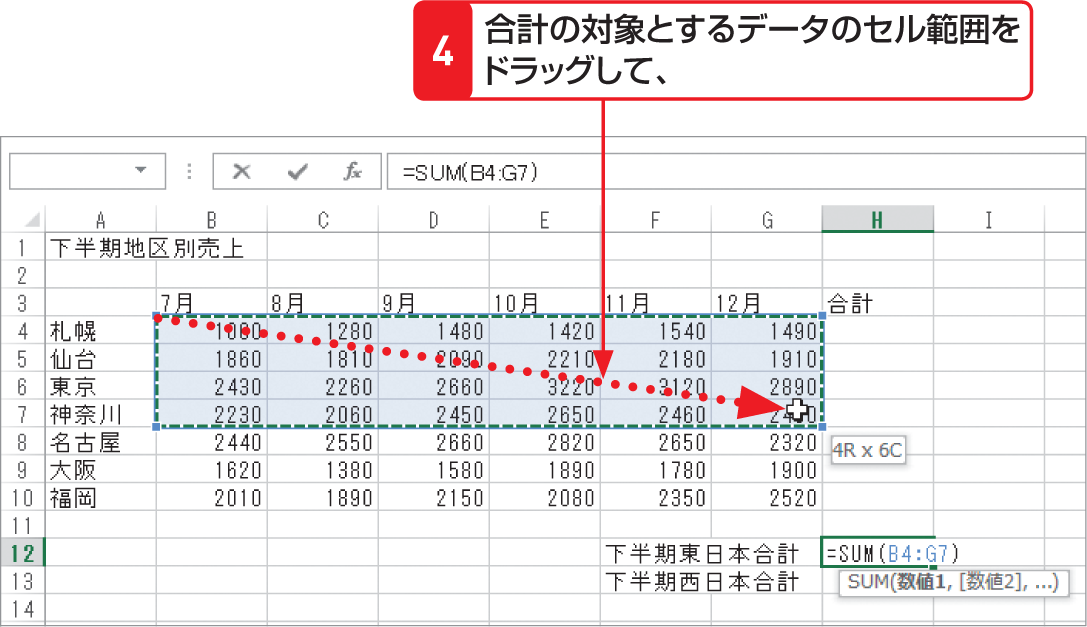 4 合計の対象とするデータのセル範囲を
ドラッグして、
=SUM(B4:G7)
A B C D E F G H I
1 下半期地区別売上
2
3 7月 8月 9月 10月 11月 12月 合計
4 札幌 1280 1480 1420 1540 1490
5 仙台 1860 1810 2090 2210 2180 1910
6 東京 2430 2260 2660 3220 3120 2890
7 神奈川 2230 2060 2450 2650 2460
8 名古屋 2440 2550 2660 2820 2650 2320
4R x 6C
9 大阪 1620 1380 1580 1890 1780 1900
10 福岡 2010 1890 2150 2080 2350 2520
11
12 下半期東日本合計 =SUM(B4:G7)
13 下半期西日本合計 SUM(数値1, [数値2], ...)
14